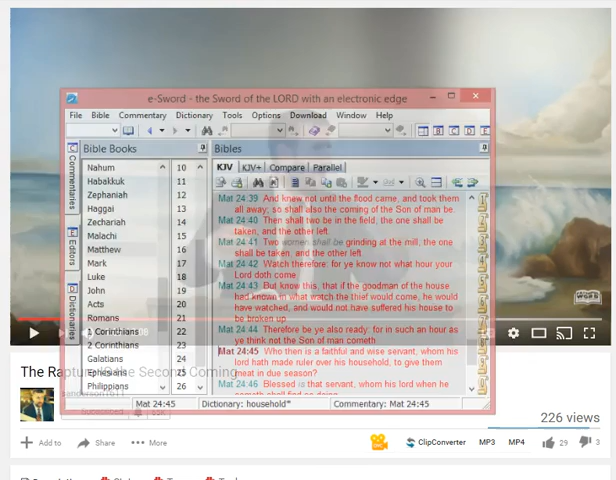 e-Sword - the Sword of the LORD with an electronic edge
File Bible Commentary Dictionary Tools Options Download Window Help
Bible Books
Bibles
KJV KJV+ Compare Parallel
Commentaries
Editors
Dictionaries
Nahum 10
Habakkuk 11
Zephaniah 12
Haggai 13
Zechariah 14
Malachi 15
Matthew 16
Mark 17
Luke 18
John 19
Acts 20
Romans 21
1 Corinthians 22
2 Corinthians 23
Galatians 24
Ephesians 25
Philippians 26
Mat 24:39 And knew not until the flood came, and took them
all away; so shall also the coming of the Son of man be.
Mat 24:40 Then shall two be in the field; the one shall be
taken, and the other left.
Mat 24:41 Two women shall be grinding at the mill; the one
shall be taken, and the other left.
Mat 24:42 Watch therefore: for ye know not what hour your
Lord doth come.
Mat 24:43 But know this, that if the goodman of the house
had known in what watch the thief would come, he would
have watched, and would not have suffered his house to
be broken up.
Mat 24:44 Therefore be ye also ready: for in such an hour as
ye think not the Son of man cometh.
Mat 24:45 Who then is a faithful and wise servant, whom his
lord hath made ruler over his household, to give them
meat in due season?
Mat 24:46 Blessed is that servant, whom his lord when he
cometh shall find so doing.
Mat 24:45 Dictionary: household* Commentary: Mat 24:45
WGBS
The Rapture/ the Second Coming
sanderson1611
226 views
Add to Share More
ClipConverter MP3 MP4 29 3